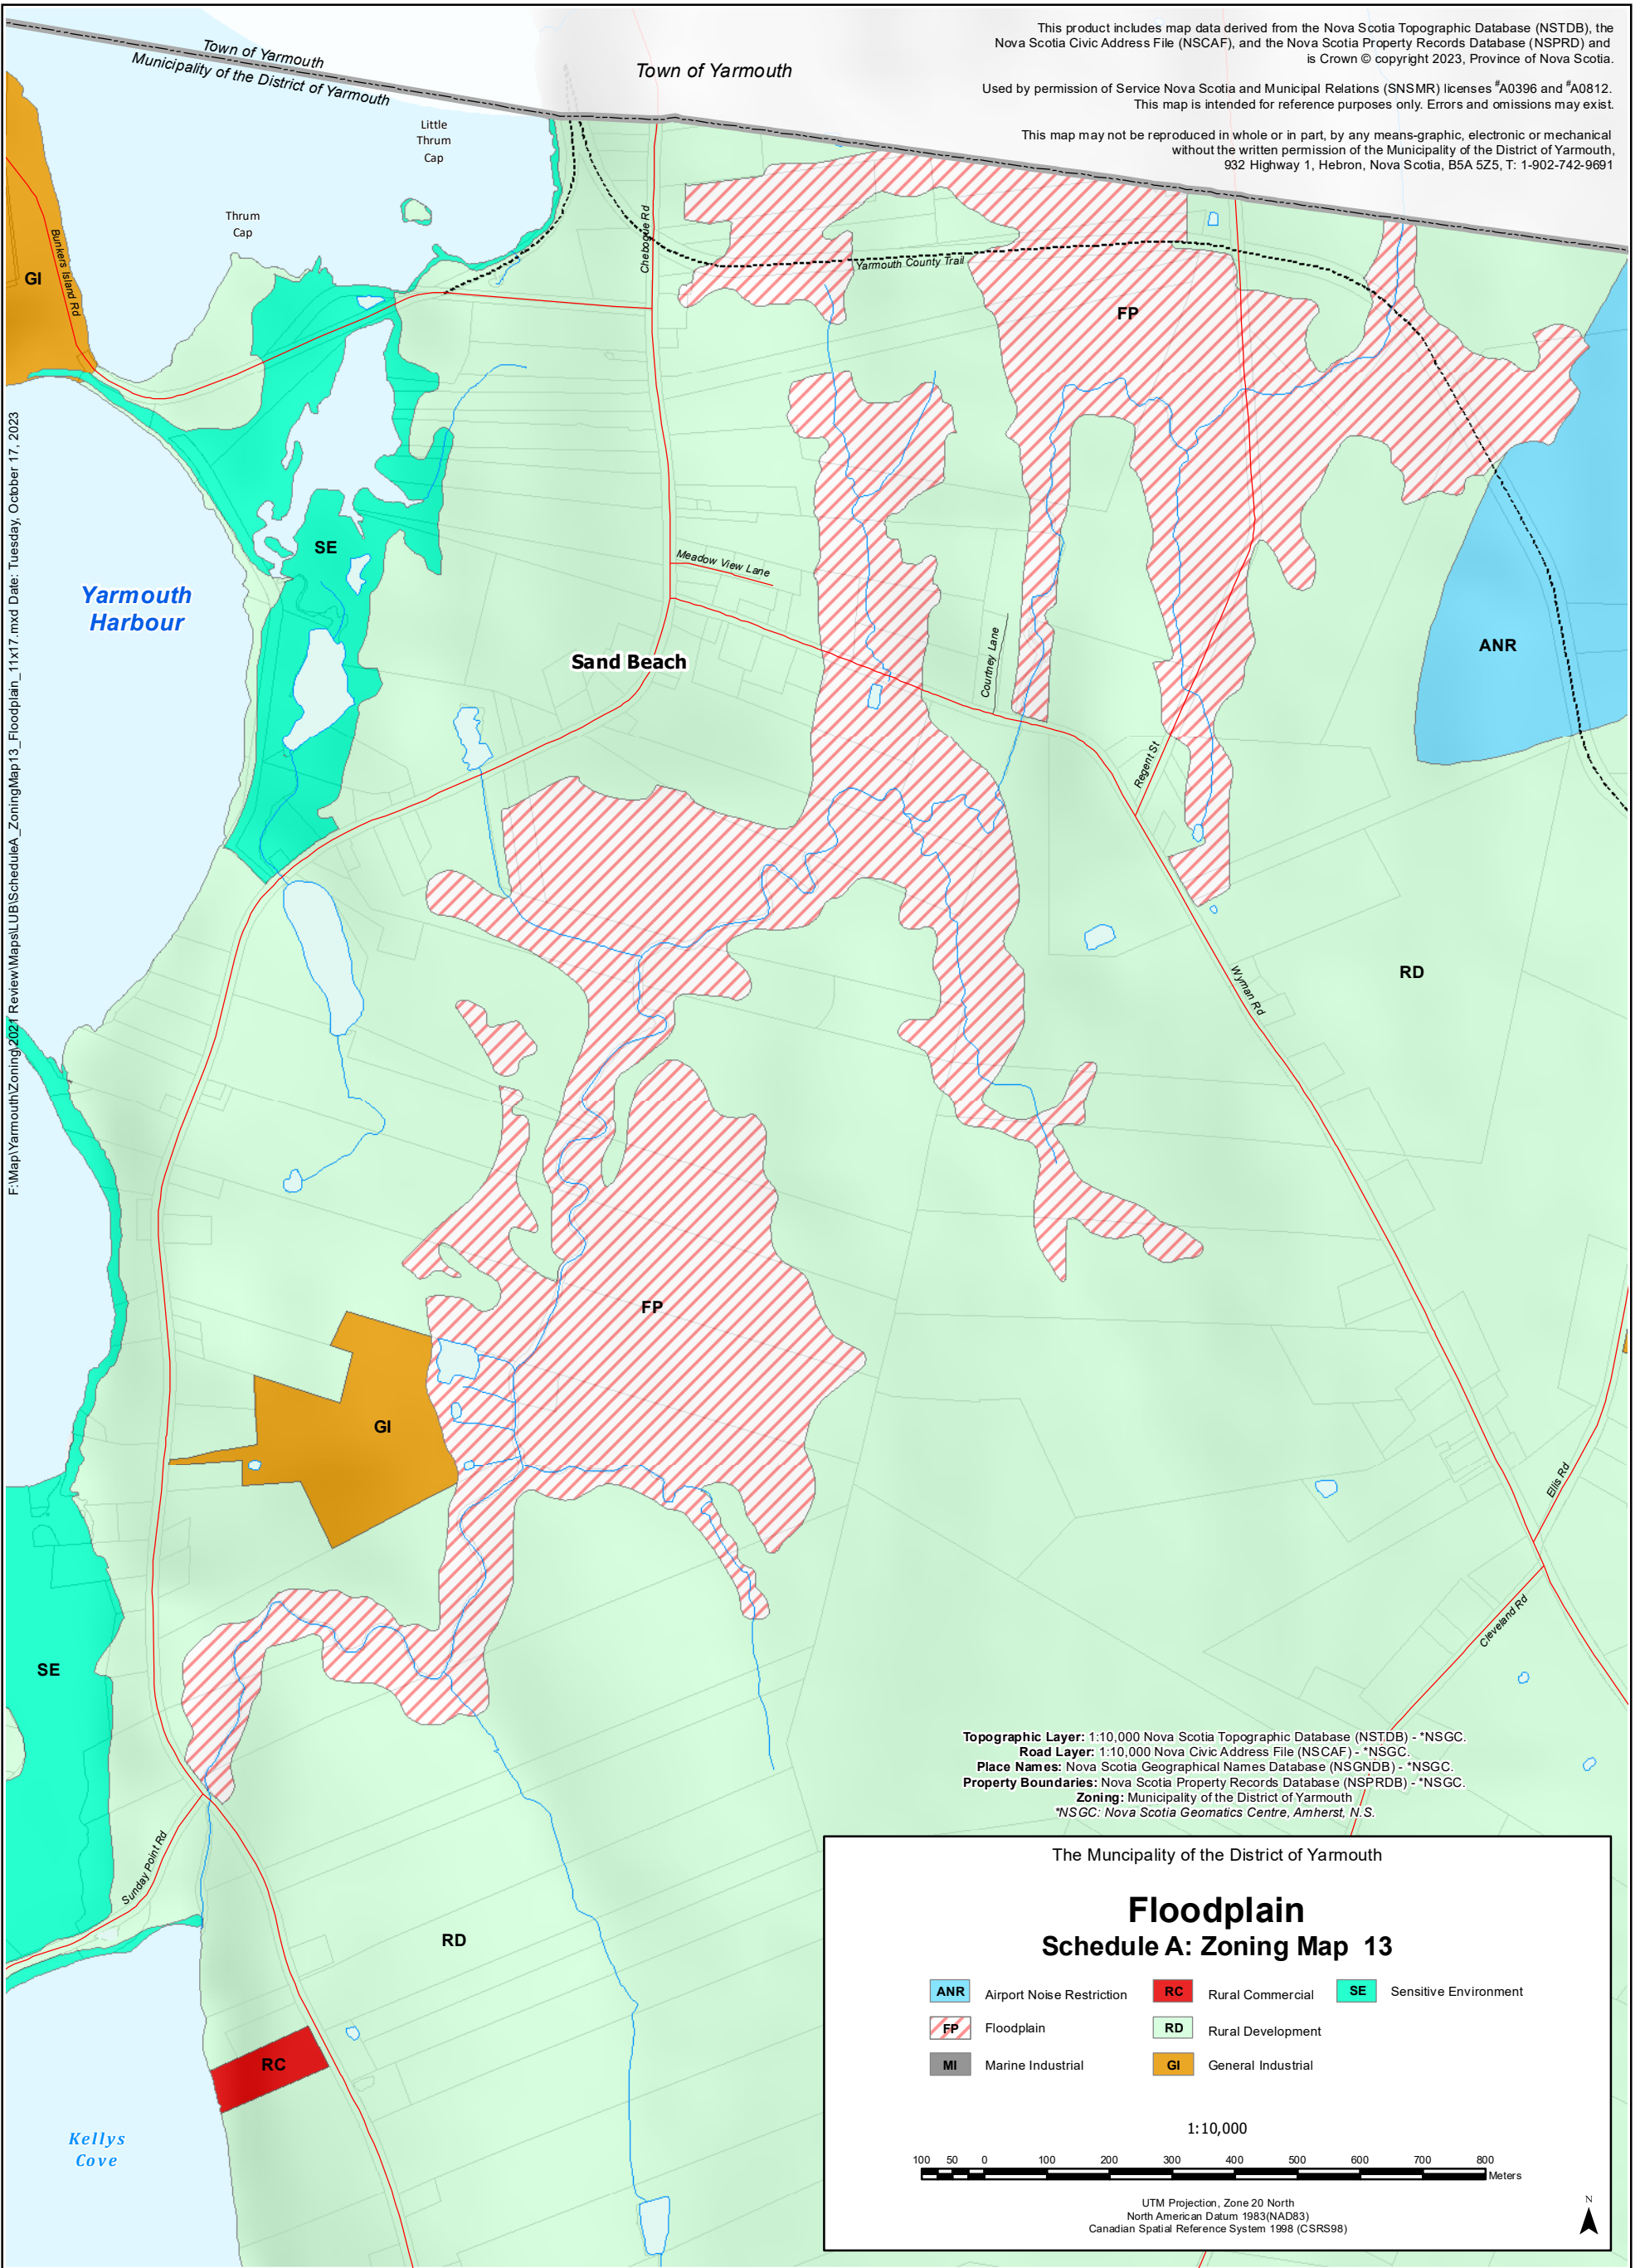 This product includes map data derived from the Nova Scotia Topographic Database (NSTDB), the
Nova Scotia Civic Address File (NSCAF), and the Nova Scotia Property Records Database (NSPRD) and
is Crown © copyright 2023, Province of Nova Scotia.
Used by permission of Service Nova Scotia and Municipal Relations (SNSMR) licenses #A0396 and #A0812.
This map is intended for reference purposes only. Errors and omissions may exist.
This map may not be reproduced in whole or in part, by any means-graphic, electronic or mechanical
without the written permission of the Municipality of the District of Yarmouth,
932 Highway 1, Hebron, Nova Scotia, B5A 5Z5, T: 1-902-742-9691
Town of Yarmouth
Municipality of the District of Yarmouth
Town of Yarmouth
Little
Thrum
Cap
Thrum
Cap
GI
Bunkers Island Rd
Cheboque Rd
Yarmouth County Trail
FP
SE
Meadow View Lane
Yarmouth
Harbour
Sand Beach
Courtney Lane
ANR
Regent St
RD
Wyman Rd
F:\Map\Yarmouth\Zoning\2021 Review\Maps\LUB\ScheduleA_ZoningMap13_Floodplain_11x17.mxd Date: Tuesday, October 17, 2023
FP
GI
Ellis Rd
Cleveland Rd
SE
Sunday Point Rd
RD
RC
Kellys
Cove
Topographic Layer: 1:10,000 Nova Scotia Topographic Database (NSTDB) - *NSGC.
Road Layer: 1:10,000 Nova Civic Address File (NSCAF) - *NSGC.
Place Names: Nova Scotia Geographical Names Database (NSGNDB) - *NSGC.
Property Boundaries: Nova Scotia Property Records Database (NSPRDB) - *NSGC.
Zoning: Municipality of the District of Yarmouth
*NSGC: Nova Scotia Geomatics Centre, Amherst, N.S.
The Muncipality of the District of Yarmouth
Floodplain
Schedule A: Zoning Map 13
ANR Airport Noise Restriction RC Rural Commercial SE Sensitive Environment
FP Floodplain RD Rural Development
MI Marine Industrial GI General Industrial
1:10,000
100 50 0 100 200 300 400 500 600 700 800
Meters
UTM Projection, Zone 20 North
North American Datum 1983(NAD83)
Canadian Spatial Reference System 1998 (CSRS98)
N